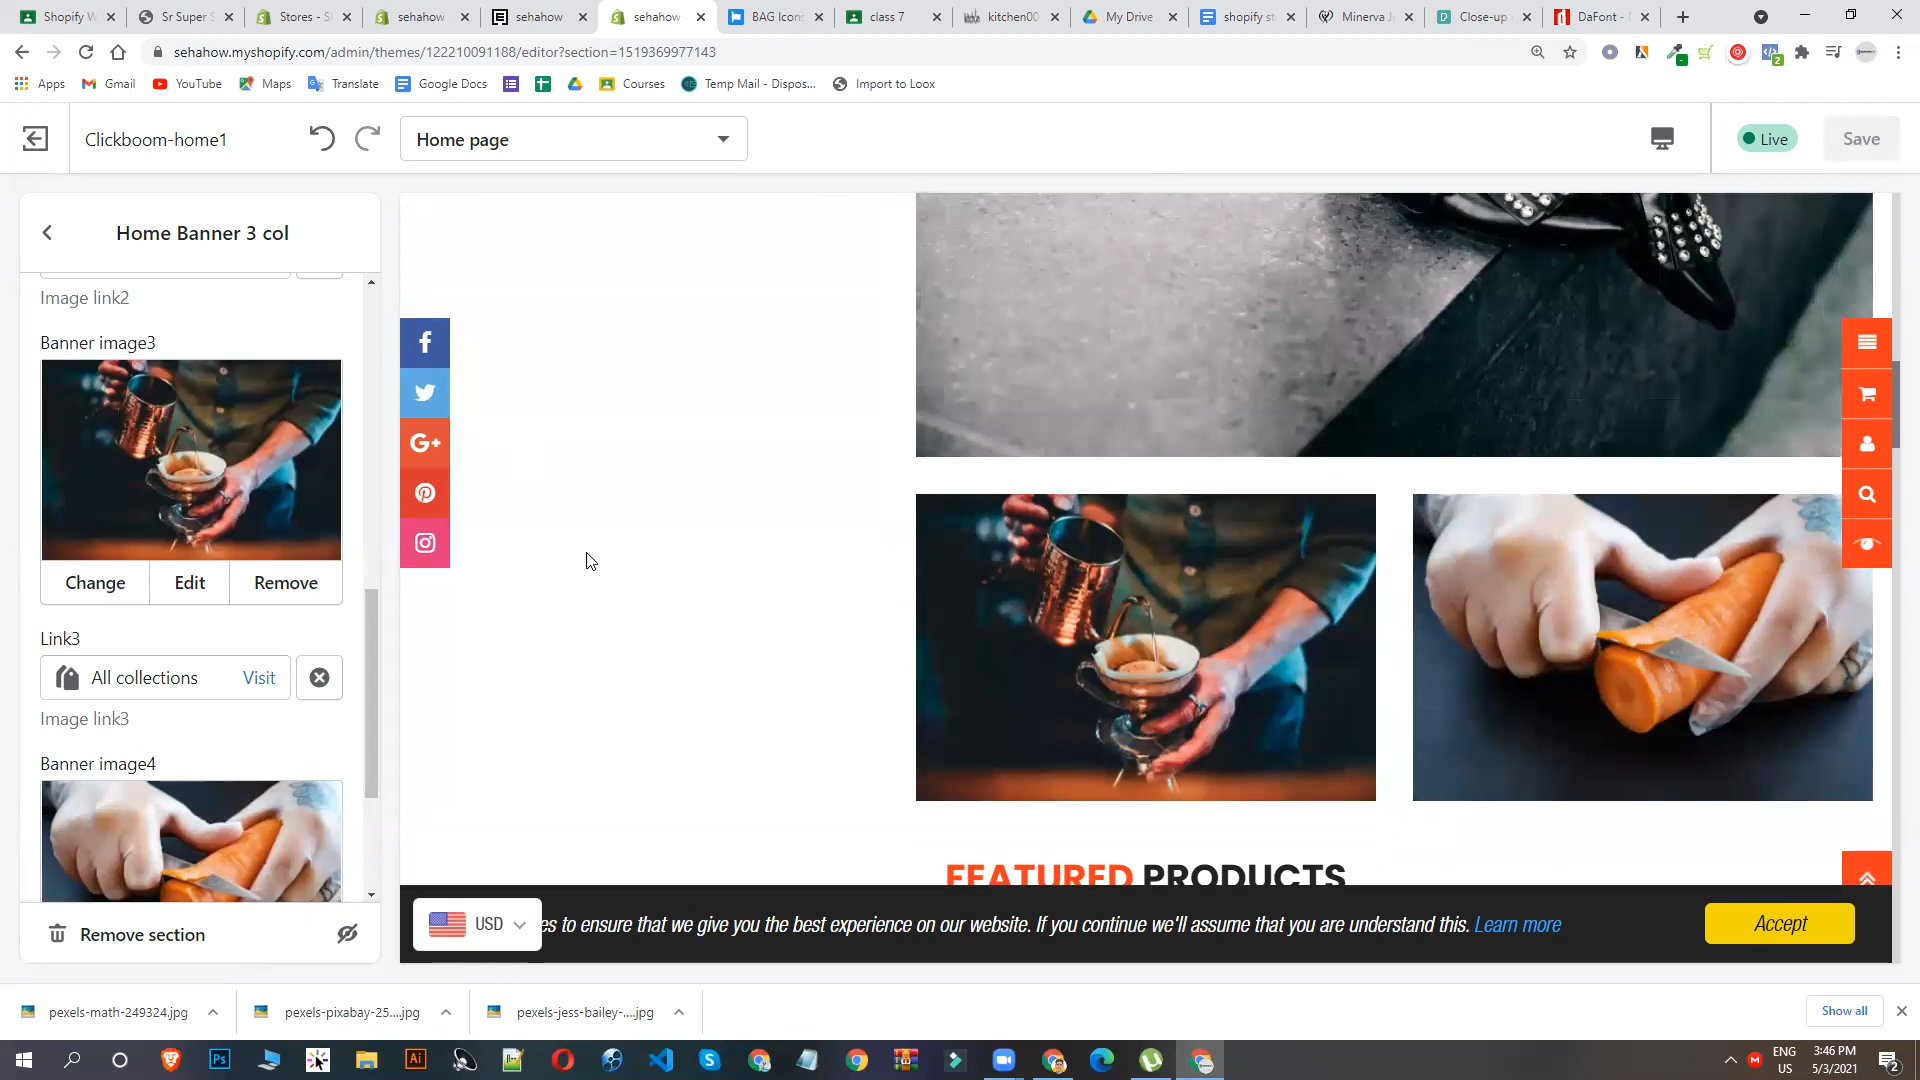 Shopify W
Sr Super S
Stores - S
sehahow
sehahow
sehahow
BAG Icons
class 7
kitchen00
My Drive
shopify st
Minerva J
Close-up
DaFont -
sehahow.myshopify.com/admin/themes/122210091188/editor?section=1519369977143
Apps
Gmail
YouTube
Maps
Translate
Google Docs
Courses
Temp Mail - Dispos...
Import to Loox
Clickboom-home1
Home page
Live
Save
Home Banner 3 col
Image link2
Banner image3
Change
Edit
Remove
Link3
All collections
Visit
Image link3
Banner image4
Remove section
FEATURED PRODUCTS
USD
es to ensure that we give you the best experience on our website. If you continue we'll assume that you are understand this. Learn more
Accept
pexels-math-249324.jpg
pexels-pixabay-25....jpg
pexels-jess-bailey-....jpg
Show all
ENG
US
3:46 PM
5/3/2021
2